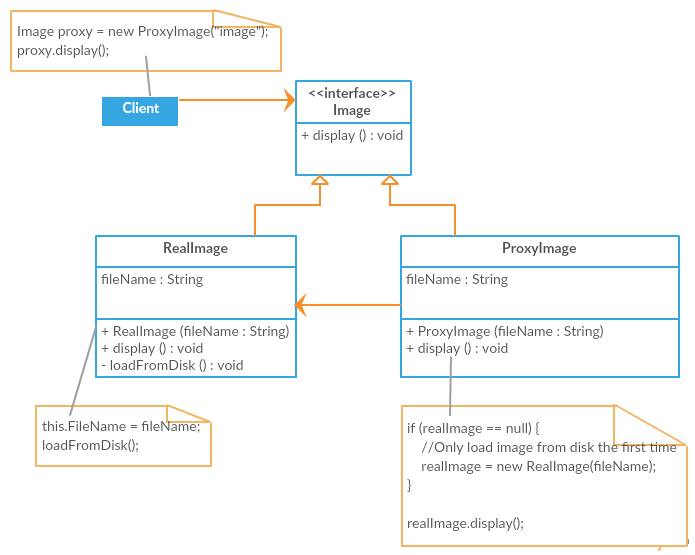 Image proxy = new ProxyImage("image");
proxy.display();
Client
<<interface>>
Image
+ display () : void
RealImage
fileName : String
+ RealImage (fileName : String)
+ display () : void
- loadFromDisk () : void
ProxyImage
fileName : String
+ ProxyImage (fileName : String)
+ display () : void
this.FileName = fileName;
loadFromDisk();
if (realImage == null) {
//Only load image from disk the first time
realImage = new RealImage(fileName);
}
realImage.display();